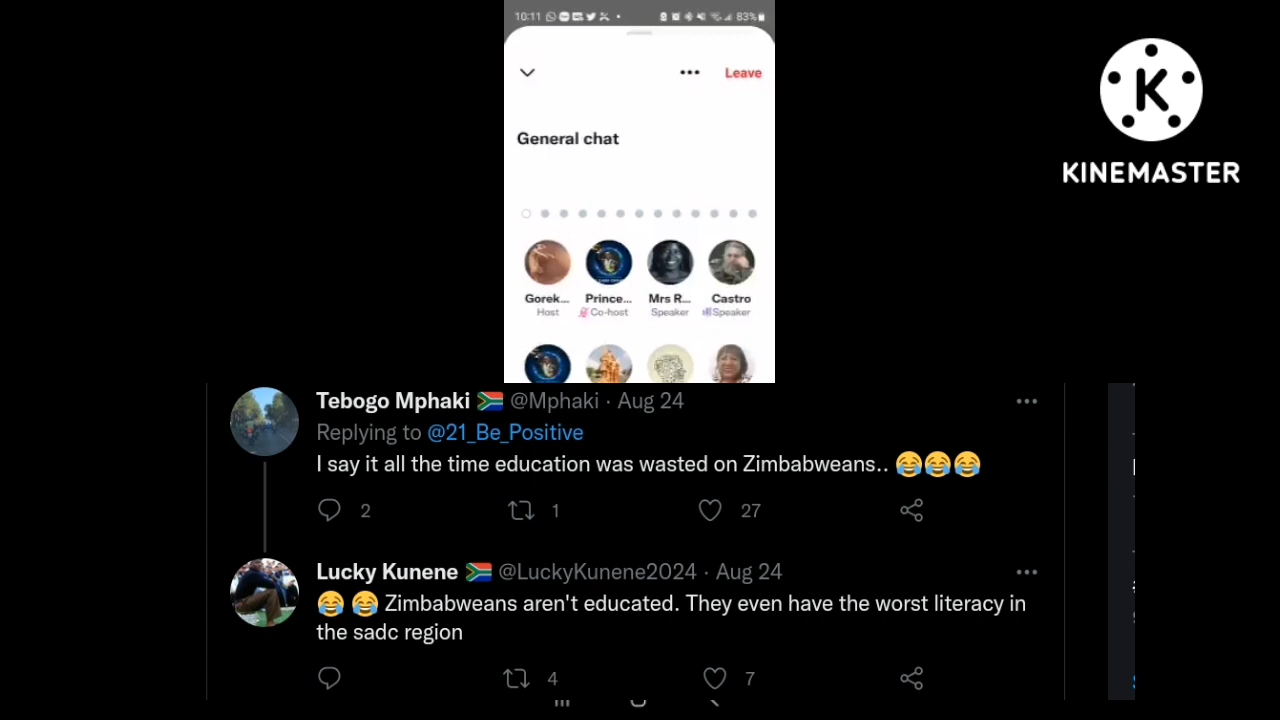 10:11
83%
Leave
General chat
Gorek... Prince... Mrs R... Castro
Host Co-host Speaker Speaker
K
KINEMASTER
Tebogo Mphaki 🇿🇦 @Mphaki · Aug 24
Replying to @21_Be_Positive
I say it all the time education was wasted on Zimbabweans.. 😂😂😂
2 1 27
Lucky Kunene 🇿🇦 @LuckyKunene2024 · Aug 24
😂 😂 Zimbabweans aren't educated. They even have the worst literacy in
the sadc region
4 7